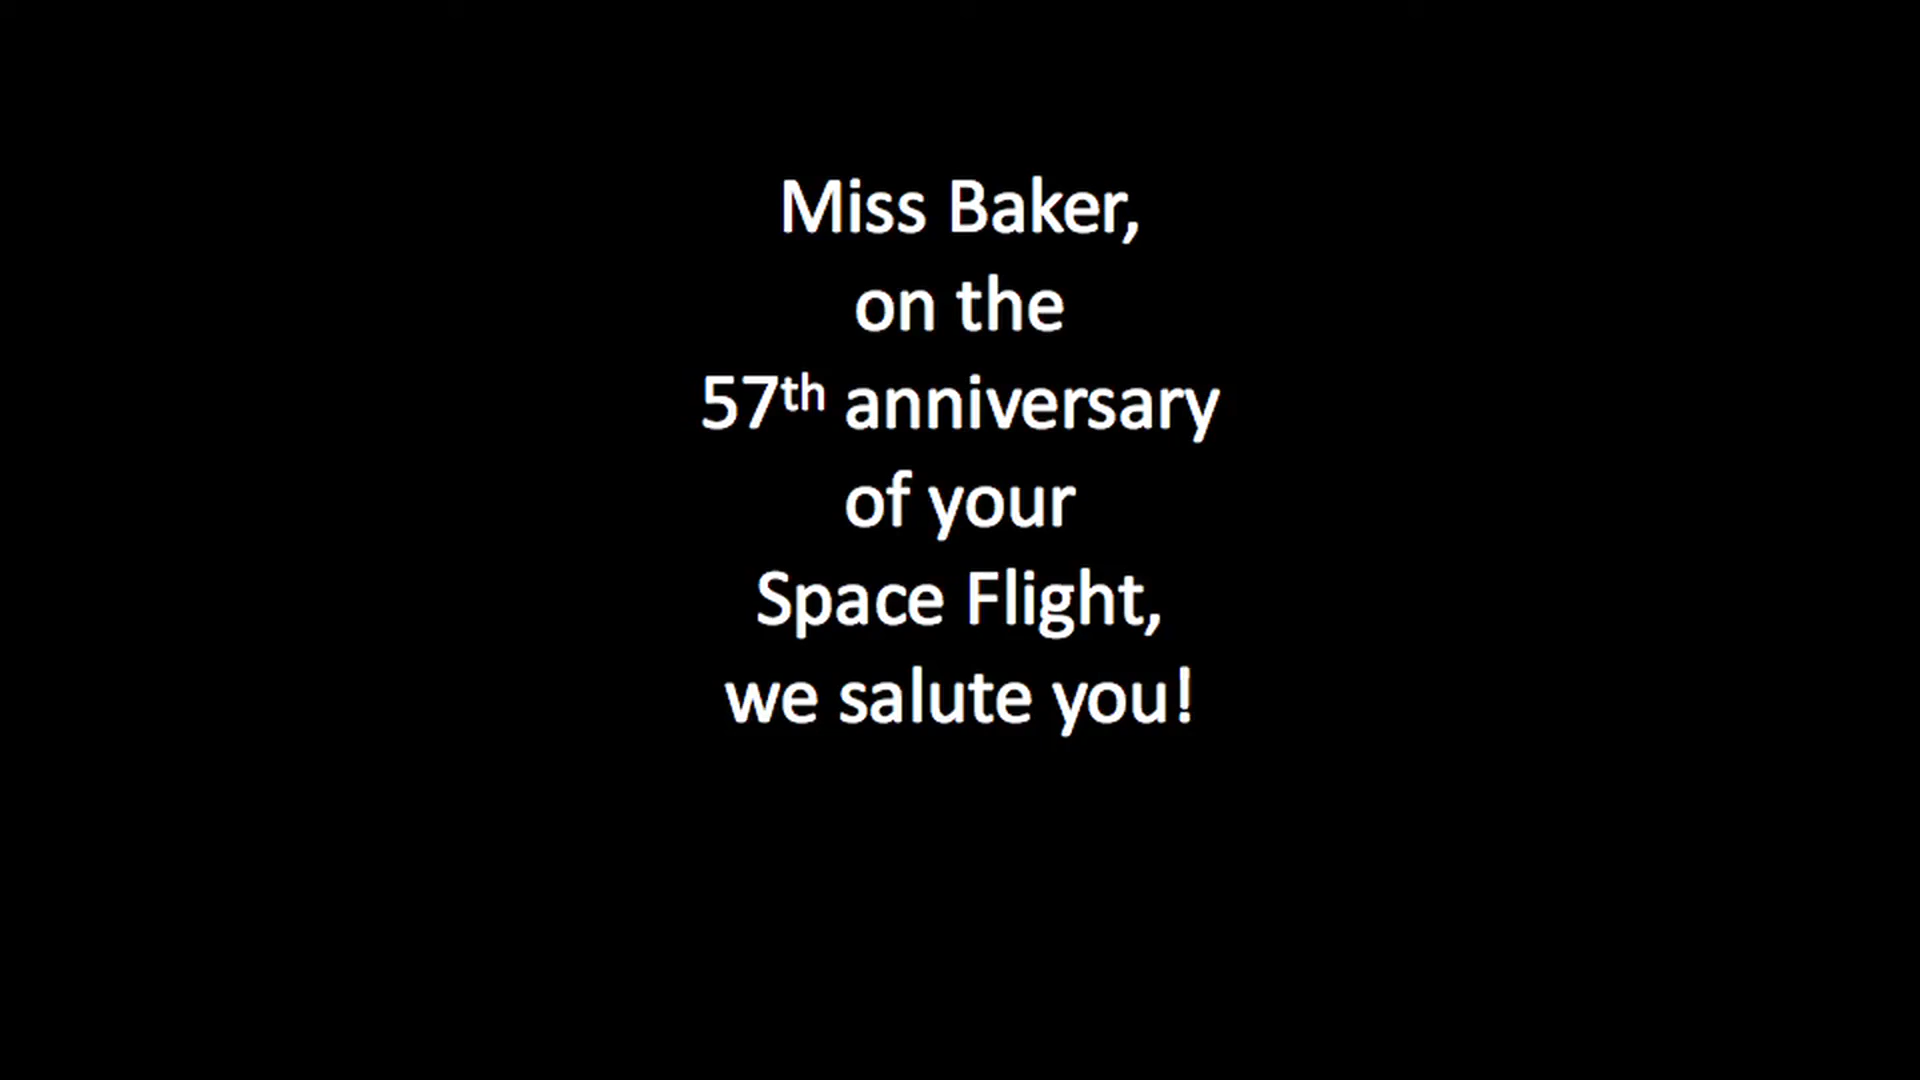 Miss Baker,
on the
57th anniversary
of your
Space Flight,
we salute you!